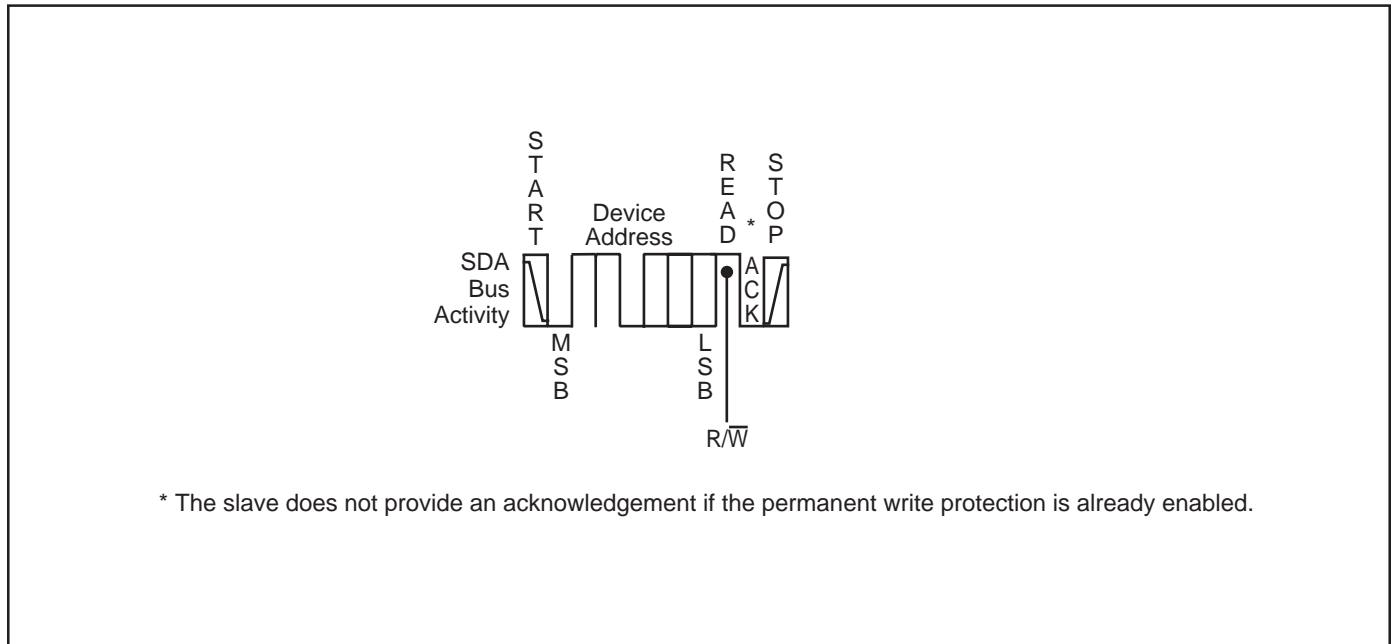 START
READ
*
STOP
Device
Address
SDA
Bus
Activity
ACK
MSB
LSB
R/W̅
* The slave does not provide an acknowledgement if the permanent write protection is already enabled.